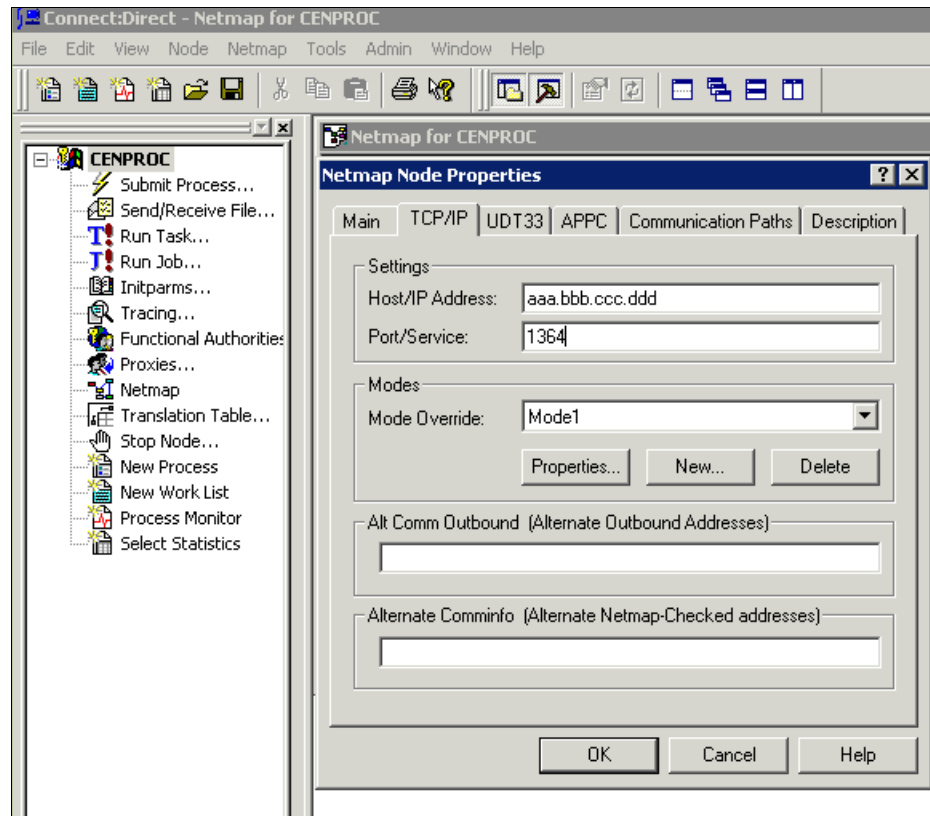 Connect:Direct - Netmap for CENPROC
File Edit View Node Netmap Tools Admin Window Help
CENPROC
Submit Process...
Send/Receive File...
Run Task...
Run Job...
Initparms...
Tracing...
Functional Authorities
Proxies...
Netmap
Translation Table...
Stop Node...
New Process
New Work List
Process Monitor
Select Statistics
Netmap for CENPROC
Netmap Node Properties
Main TCP/IP UDT33 APPC Communication Paths Description
Settings
Host/IP Address: aaa.bbb.ccc.ddd
Port/Service: 1364
Modes
Mode Override: Mode1
Properties... New... Delete
Alt Comm Outbound (Alternate Outbound Addresses)
Alternate Comminfo (Alternate Netmap-Checked addresses)
OK Cancel Help